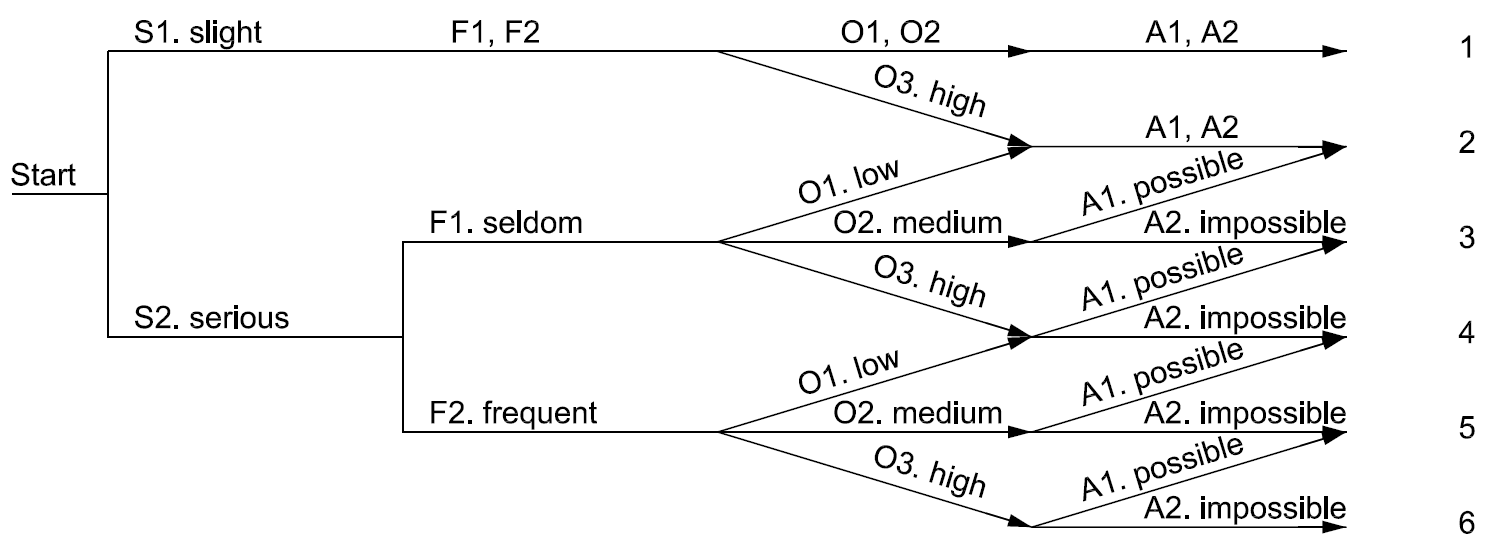 S1. slight F1, F2 O1, O2 A1, A2 1
O3. high
A1, A2 2
Start O1. low A1. possible
F1. seldom O2. medium A2. impossible 3
O3. high A1. possible
S2. serious A2. impossible 4
O1. low A1. possible
F2. frequent O2. medium A2. impossible 5
O3. high A1. possible
A2. impossible 6